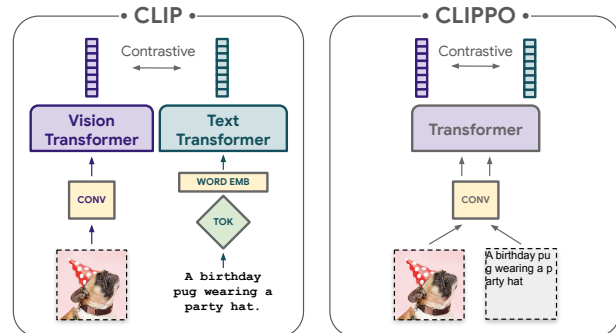 • CLIP •
Contrastive
Vision
Transformer
Text
Transformer
WORD EMB
CONV
TOK
A birthday
pug wearing a
party hat.
• CLIPPO •
Contrastive
Transformer
CONV
A birthday pu
g wearing a p
arty hat